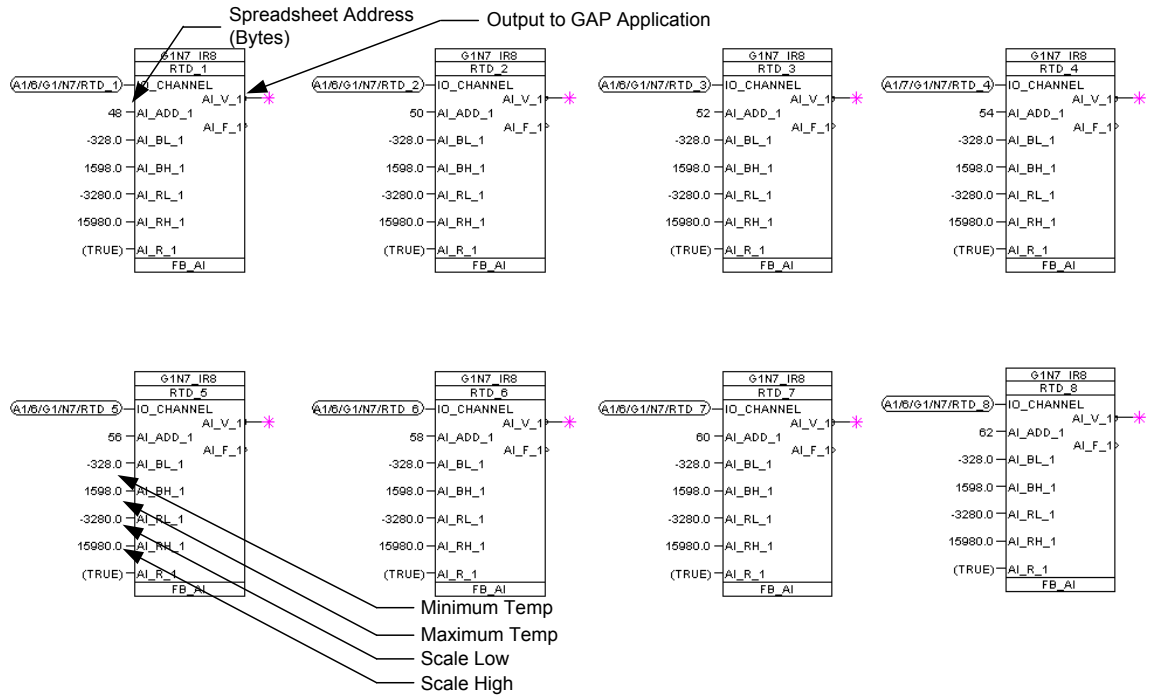 Spreadsheet Address
(Bytes)
Output to GAP Application
G1N7_IR8
RTD_1
A1/6/G1/N7/RTD_1
IO_CHANNEL
AI_V_1
48 AI_ADD_1
AI_F_1
-328.0 AI_BL_1
1598.0 AI_BH_1
-3280.0 AI_RL_1
15980.0 AI_RH_1
(TRUE) AI_R_1
FB_AI
G1N7_IR8
RTD_2
A1/6/G1/N7/RTD_2
IO_CHANNEL
AI_V_1
50 AI_ADD_1
AI_F_1
-328.0 AI_BL_1
1598.0 AI_BH_1
-3280.0 AI_RL_1
15980.0 AI_RH_1
(TRUE) AI_R_1
FB_AI
G1N7_IR8
RTD_3
A1/6/G1/N7/RTD_3
IO_CHANNEL
AI_V_1
52 AI_ADD_1
AI_F_1
-328.0 AI_BL_1
1598.0 AI_BH_1
-3280.0 AI_RL_1
15980.0 AI_RH_1
(TRUE) AI_R_1
FB_AI
G1N7_IR8
RTD_4
A1/7/G1/N7/RTD_4
IO_CHANNEL
AI_V_1
54 AI_ADD_1
AI_F_1
-328.0 AI_BL_1
1598.0 AI_BH_1
-3280.0 AI_RL_1
15980.0 AI_RH_1
(TRUE) AI_R_1
FB_AI
G1N7_IR8
RTD_5
A1/6/G1/N7/RTD_5
IO_CHANNEL
AI_V_1
56 AI_ADD_1
AI_F_1
-328.0 AI_BL_1
1598.0 AI_BH_1
-3280.0 AI_RL_1
15980.0 AI_RH_1
(TRUE) AI_R_1
FB_AI
G1N7_IR8
RTD_6
A1/6/G1/N7/RTD_6
IO_CHANNEL
AI_V_1
58 AI_ADD_1
AI_F_1
-328.0 AI_BL_1
1598.0 AI_BH_1
-3280.0 AI_RL_1
15980.0 AI_RH_1
(TRUE) AI_R_1
FB_AI
G1N7_IR8
RTD_7
A1/6/G1/N7/RTD_7
IO_CHANNEL
AI_V_1
60 AI_ADD_1
AI_F_1
-328.0 AI_BL_1
1598.0 AI_BH_1
-3280.0 AI_RL_1
15980.0 AI_RH_1
(TRUE) AI_R_1
FB_AI
G1N7_IR8
RTD_8
A1/6/G1/N7/RTD_8
IO_CHANNEL
AI_V_1
62 AI_ADD_1
AI_F_1
-328.0 AI_BL_1
1598.0 AI_BH_1
-3280.0 AI_RL_1
15980.0 AI_RH_1
(TRUE) AI_R_1
FB_AI
Minimum Temp
Maximum Temp
Scale Low
Scale High